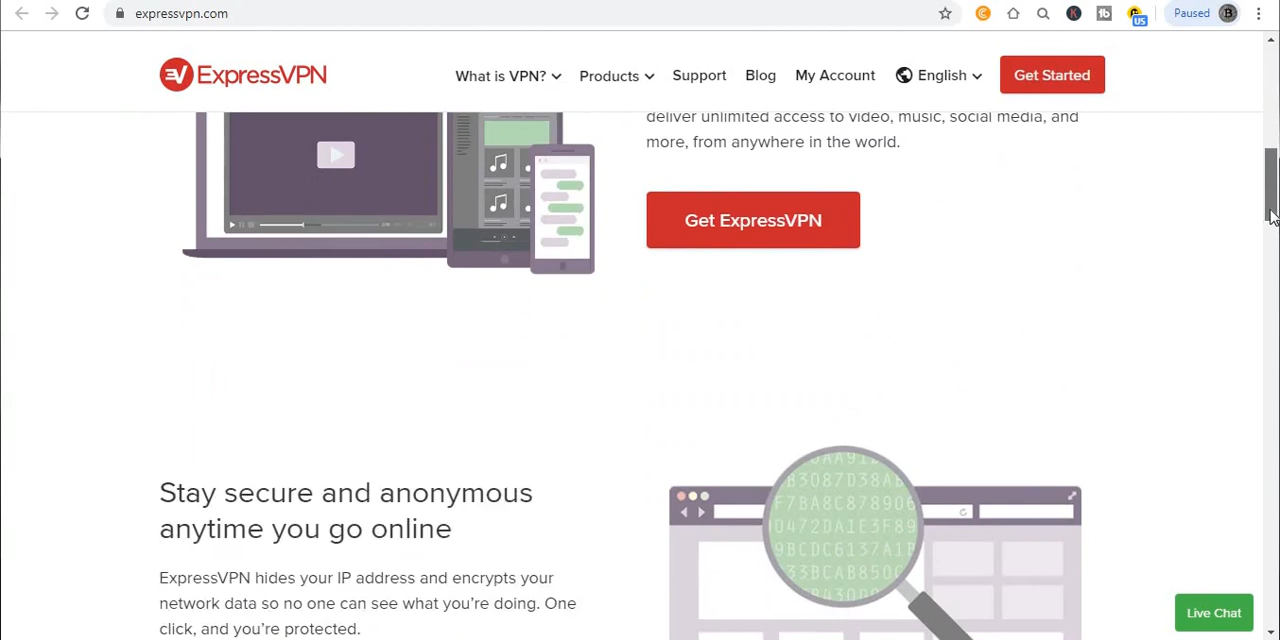 expressvpn.com
K
tb
US
Paused
ExpressVPN
What is VPN?
Products
Support
Blog
My Account
English
Get Started
deliver unlimited access to video, music, social media, and
more, from anywhere in the world.
Get ExpressVPN
Stay secure and anonymous
anytime you go online
ExpressVPN hides your IP address and encrypts your
network data so no one can see what you’re doing. One
click, and you’re protected.
Live Chat